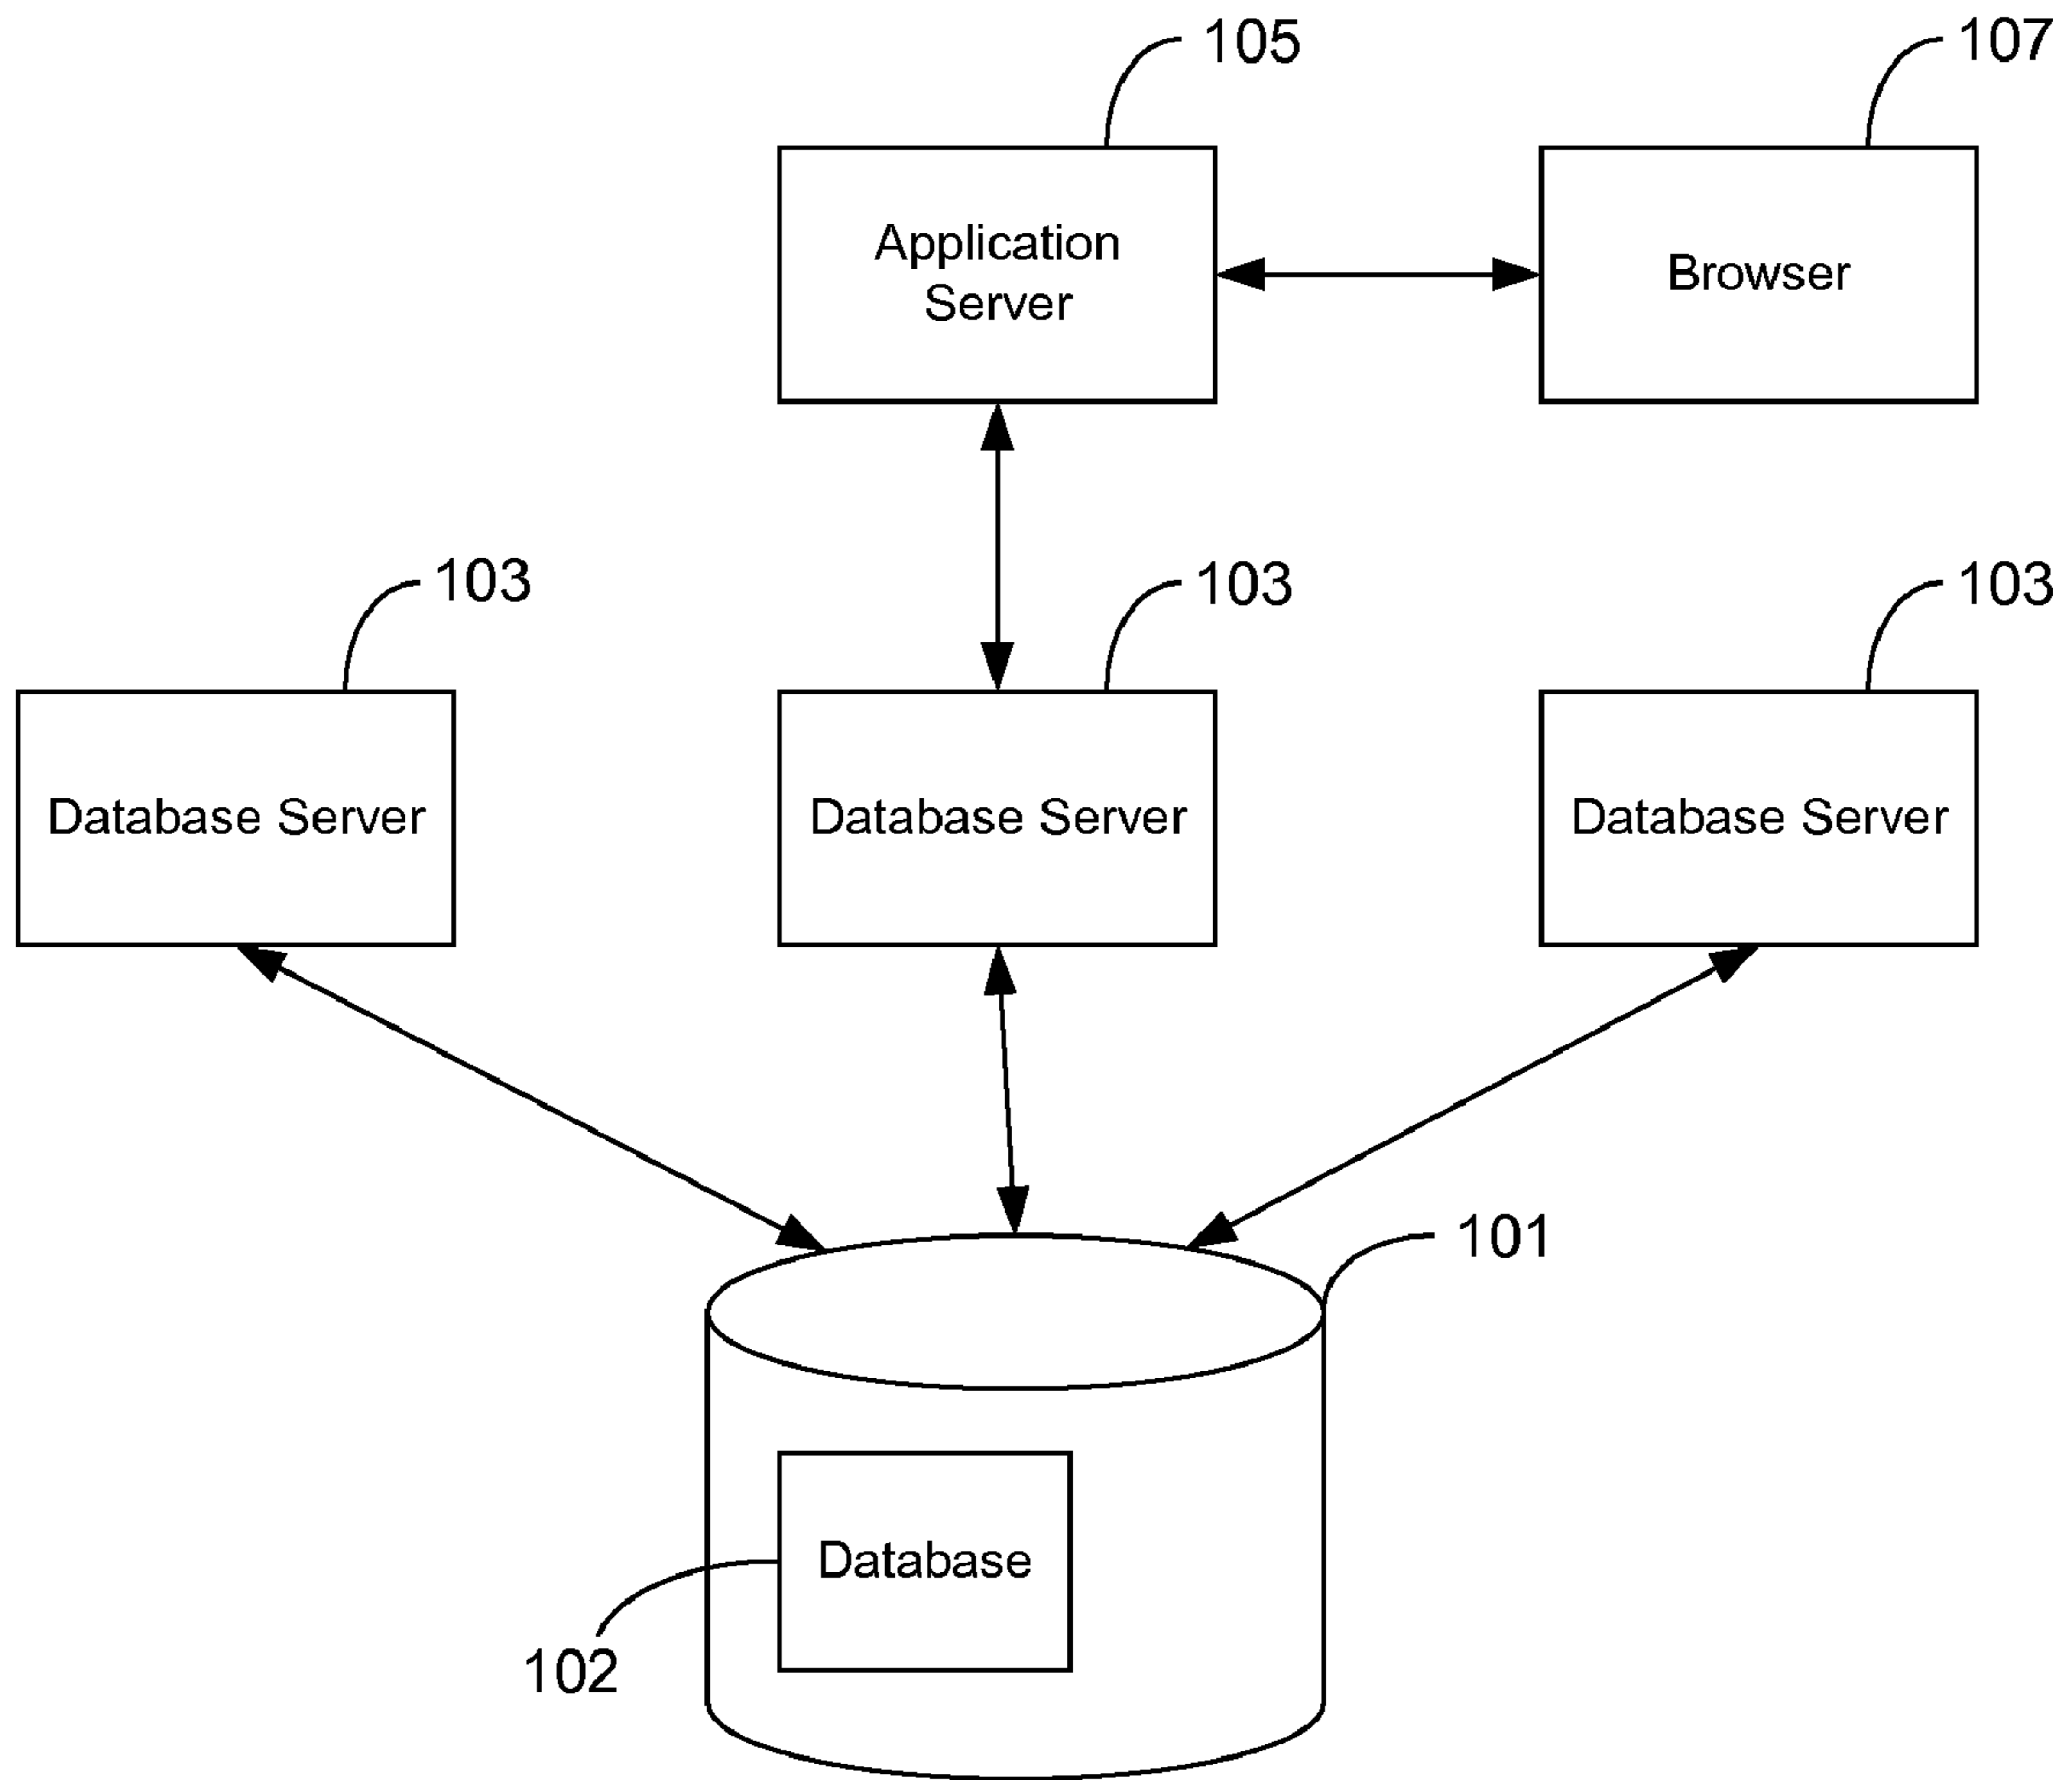 105
107
Application
Server
Browser
103
103
103
Database Server
Database Server
Database Server
101
Database
102